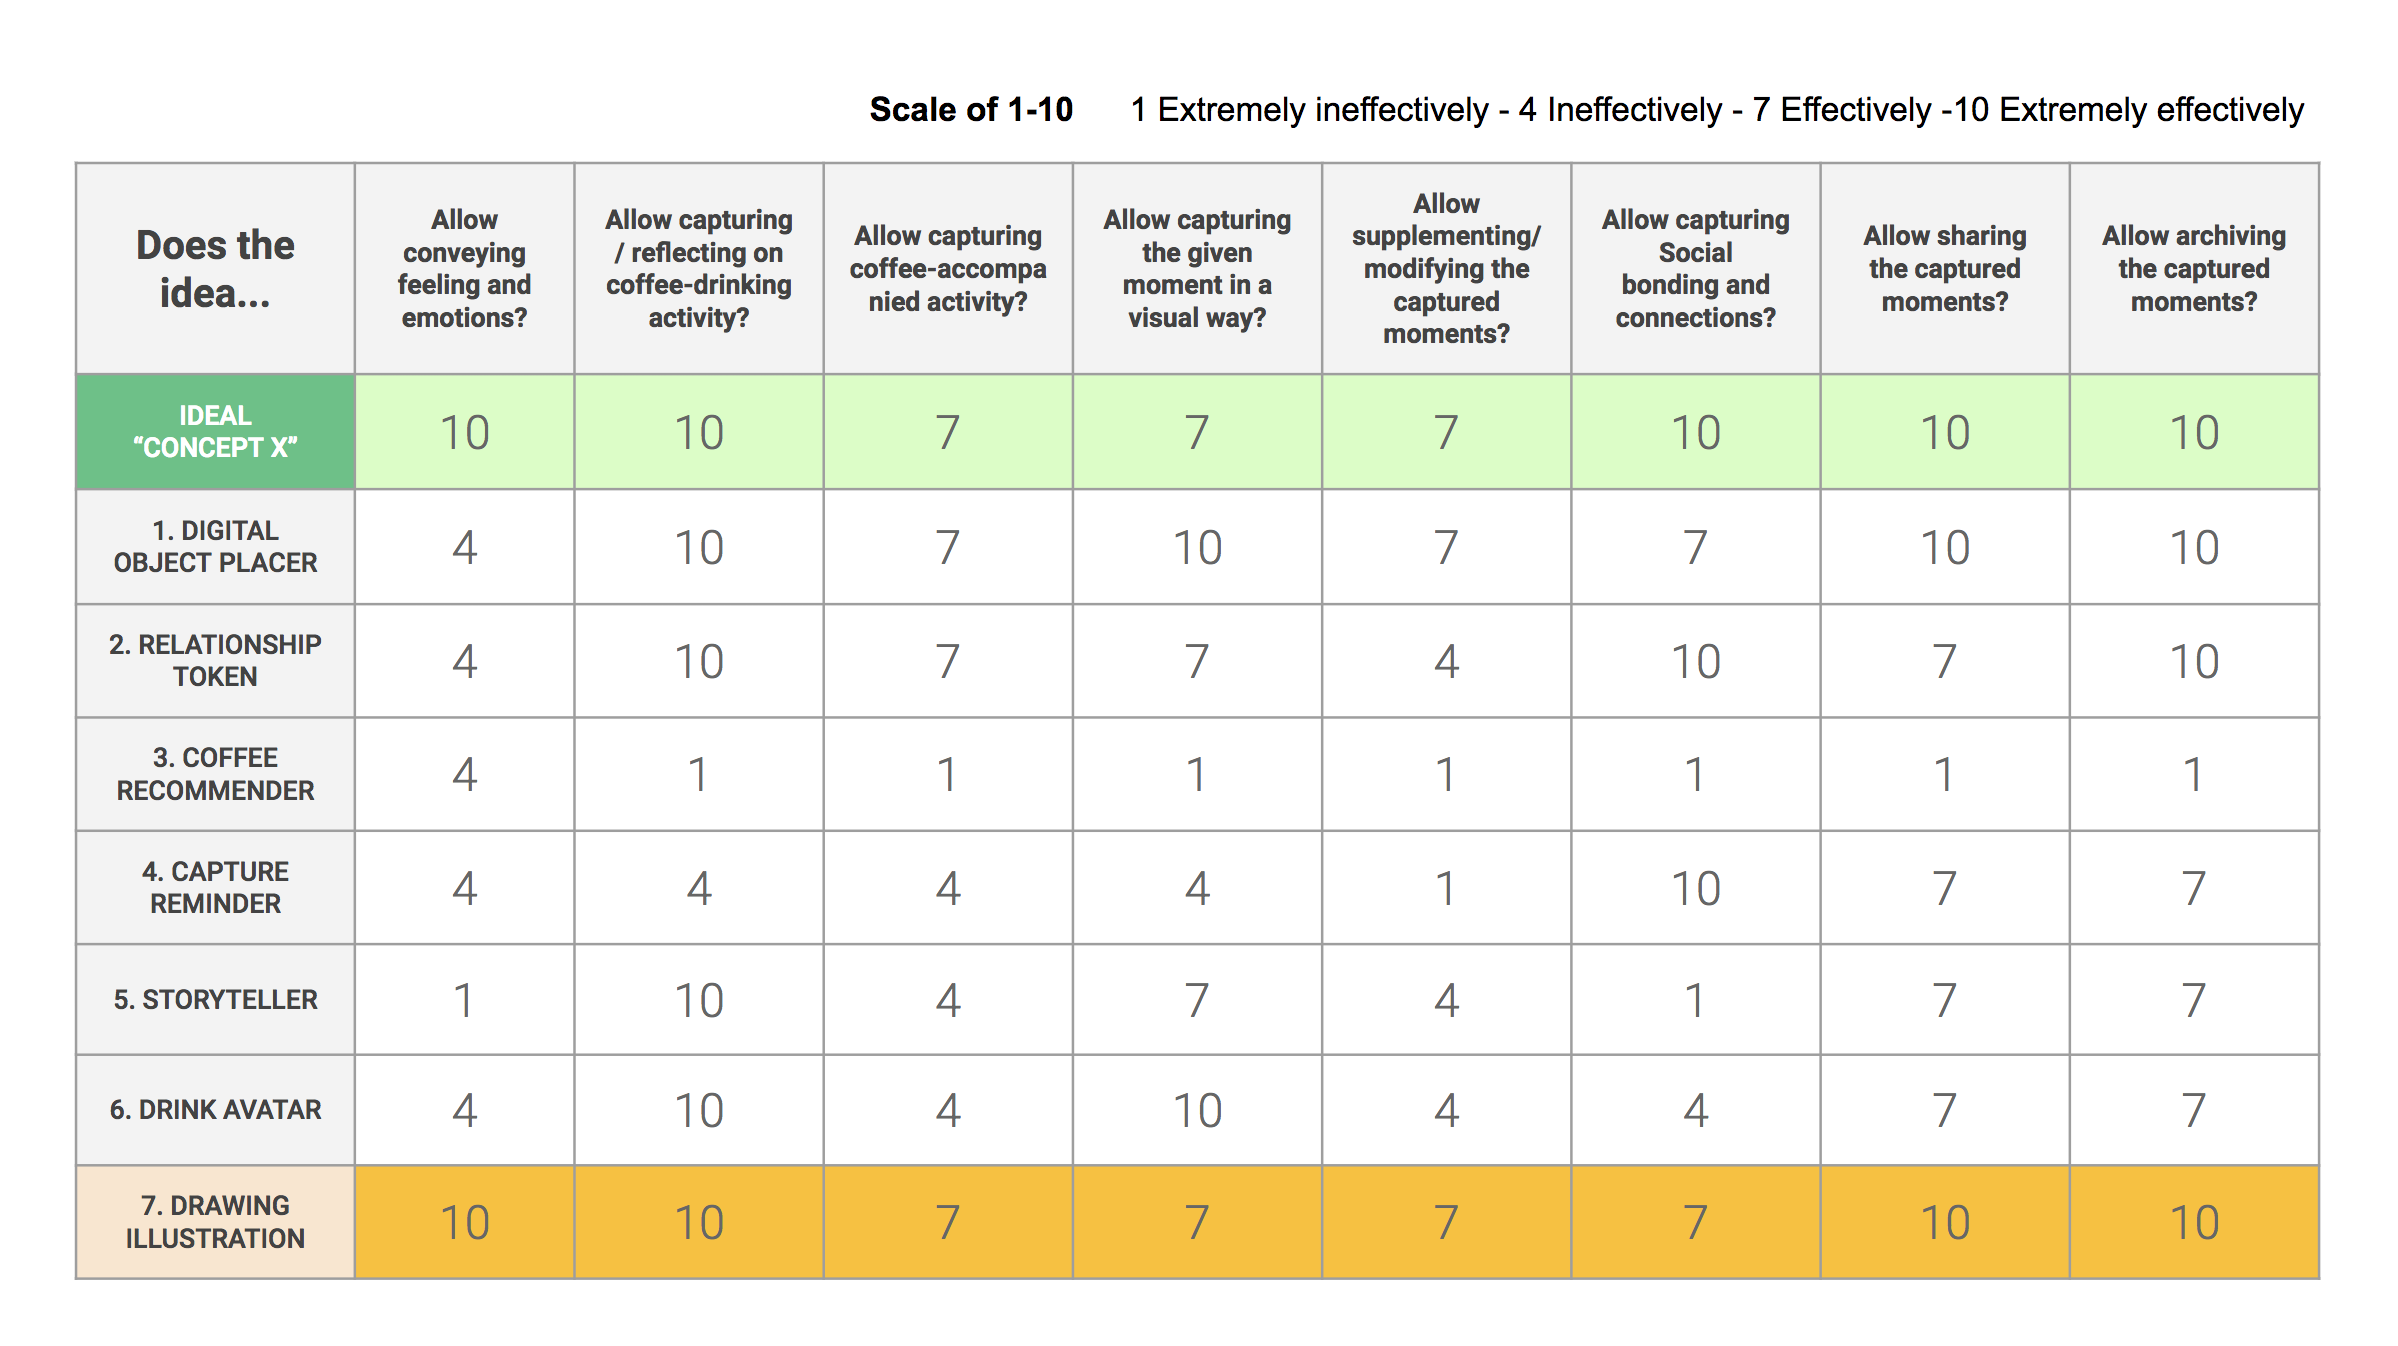 Scale of 1-10 1 Extremely ineffectively - 4 Ineffectively - 7 Effectively -10 Extremely effectively
Does the
idea...
Allow
conveying
feeling and
emotions?
Allow capturing
/ reflecting on
coffee-drinking
activity?
Allow capturing
coffee-accompa
nied activity?
Allow capturing
the given
moment in a
visual way?
Allow
supplementing/
modifying the
captured
moments?
Allow capturing
Social
bonding and
connections?
Allow sharing
the captured
moments?
Allow archiving
the captured
moments?
IDEAL
“CONCEPT X”
10 10 7 7 7 10 10 10
1. DIGITAL
OBJECT PLACER
4 10 7 10 7 7 10 10
2. RELATIONSHIP
TOKEN
4 10 7 7 4 10 7 10
3. COFFEE
RECOMMENDER
4 1 1 1 1 1 1 1
4. CAPTURE
REMINDER
4 4 4 4 1 10 7 7
5. STORYTELLER
1 10 4 7 4 1 7 7
6. DRINK AVATAR
4 10 4 10 4 4 7 7
7. DRAWING
ILLUSTRATION
10 10 7 7 7 7 10 10